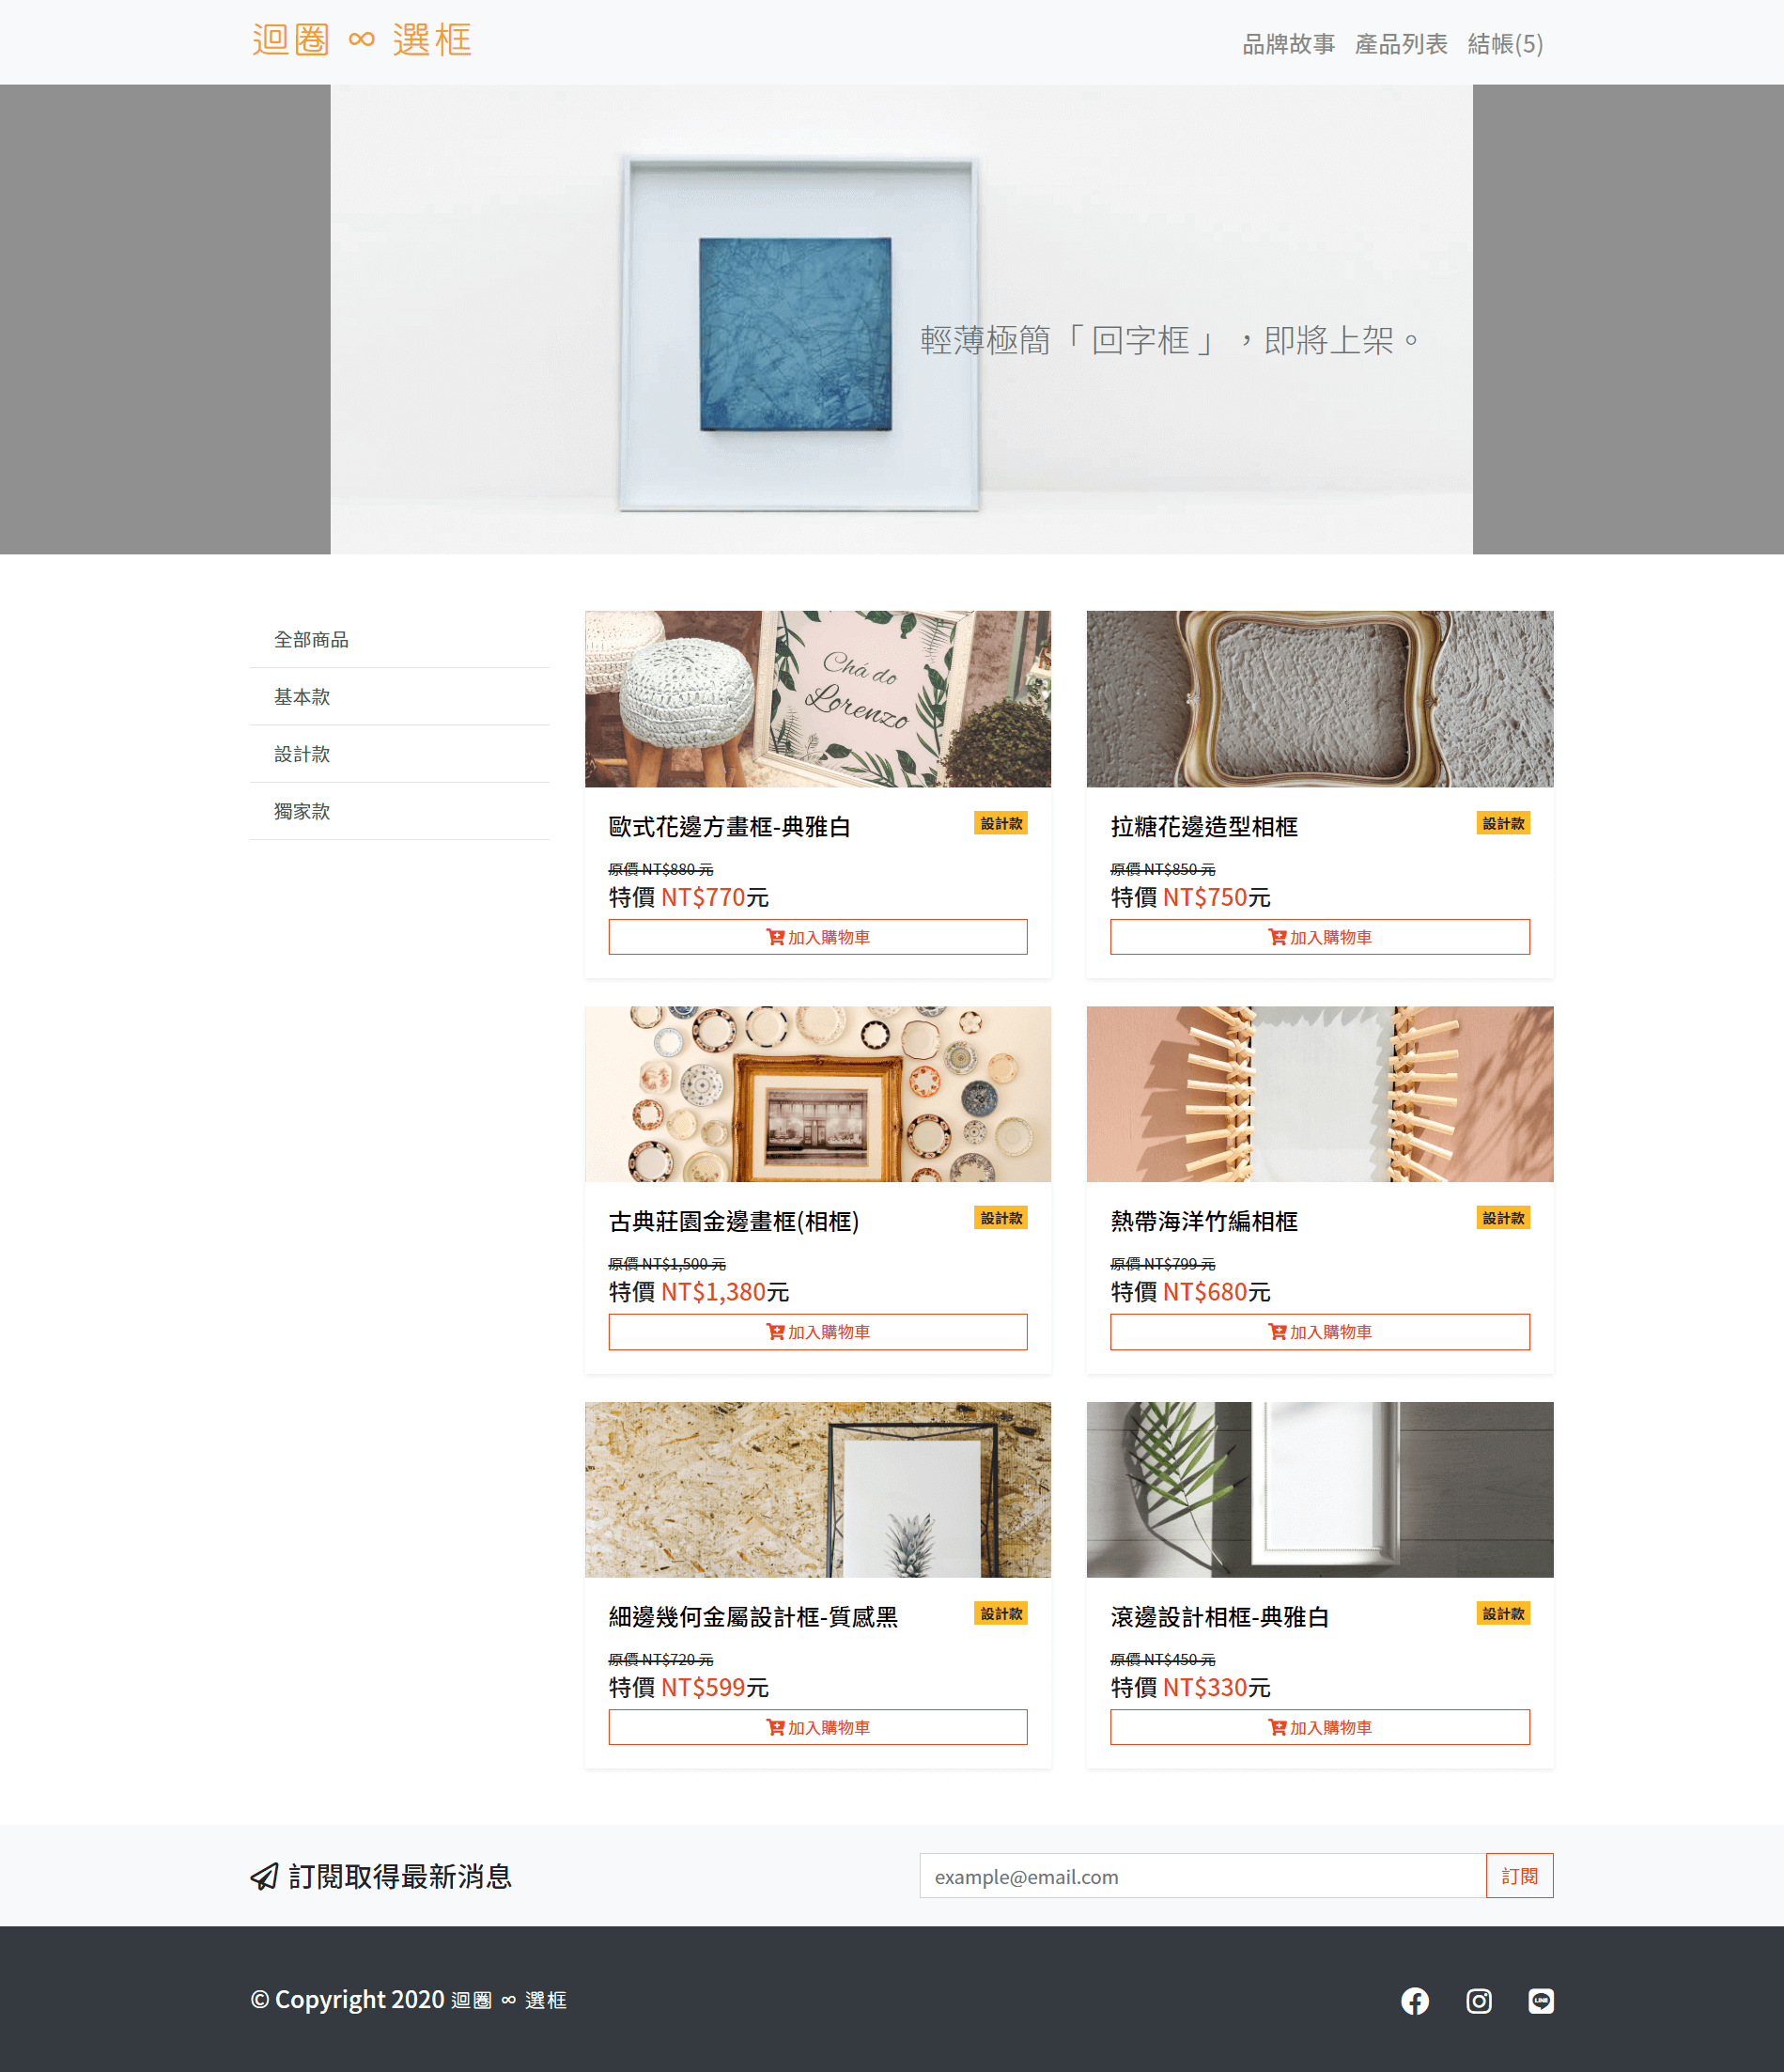 迴圈 ∞ 選框
品牌故事 產品列表 結帳(5)
輕薄極簡「 回字框 」，即將上架。
全部商品
基本款
設計款
獨家款
Chá do
Lorenzo
歐式花邊方畫框-典雅白
設計款
原價 NT$880 元
特價 NT$770元
加入購物車
拉糖花邊造型相框
設計款
原價 NT$850 元
特價 NT$750元
加入購物車
古典莊園金邊畫框(相框)
設計款
原價 NT$1,500 元
特價 NT$1,380元
加入購物車
熱帶海洋竹編相框
設計款
原價 NT$799 元
特價 NT$680元
加入購物車
細邊幾何金屬設計框-質感黑
設計款
原價 NT$720 元
特價 NT$599元
加入購物車
滾邊設計相框-典雅白
設計款
原價 NT$450 元
特價 NT$330元
加入購物車
訂閱取得最新消息
example@email.com
訂閱
© Copyright 2020 迴圈 ∞ 選框
LINE